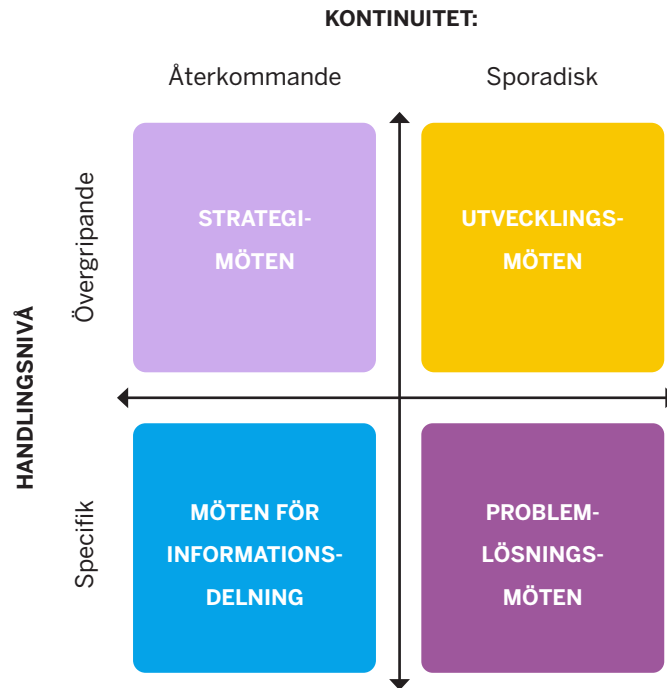 KONTINUITET:
Återkommande
Sporadisk
HANDLINGSNIVÅ
Övergripande
STRATEGI-
MÖTEN
UTVECKLINGS-
MÖTEN
Specifik
MÖTEN FÖR
INFORMATIONS-
DELNING
PROBLEM-
LÖSNINGS-
MÖTEN